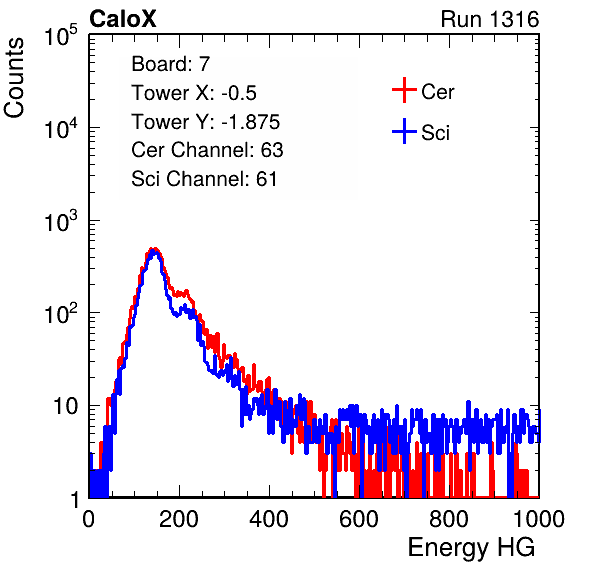 CaloX Run 1316
Counts
10^5
10^4
10^3
10^2
10
1
Board: 7
Tower X: -0.5
Tower Y: -1.875
Cer Channel: 63
Sci Channel: 61
Cer
Sci
0 200 400 600 800 1000
Energy HG